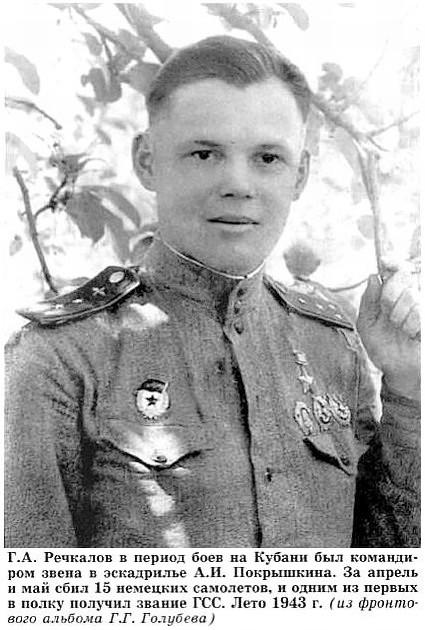 Г.А. Речкалов в период боев на Кубани был команди-
ром звена в эскадрилье А.И. Покрышкина. За апрель
и май сбил 15 немецких самолетов, и одним из первых
в полку получил звание ГСС. Лето 1943 г. (из фронто-
вого альбома Г.Г. Голубева)